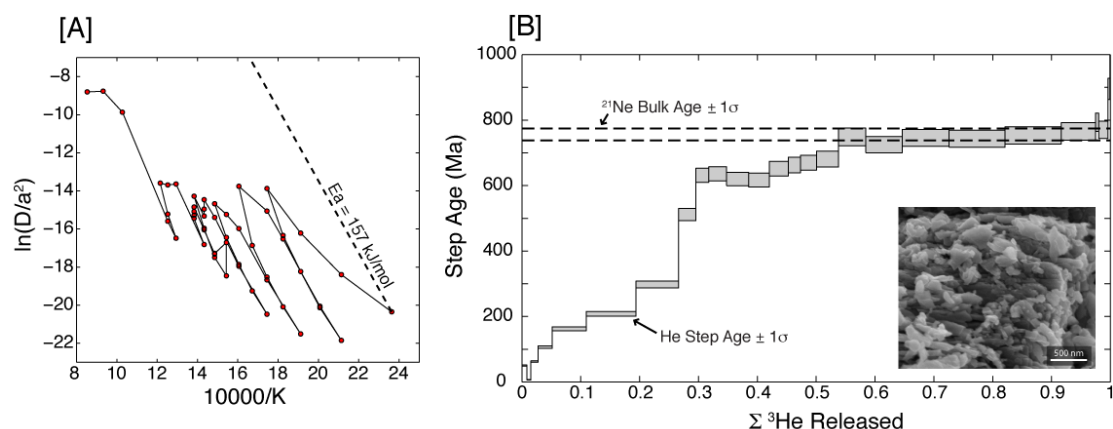 [A]
[B]
−8
−10
−12
−14
−16
−18
−20
−22
ln(D/a²)
Ea = 157 kJ/mol
8 10 12 14 16 18 20 22 24 26
10000/K
1000
800
600
400
200
0
Step Age (Ma)
²¹Ne Bulk Age ± 1σ
He Step Age ± 1σ
500 nm
0 0.1 0.2 0.3 0.4 0.5 0.6 0.7 0.8 0.9 1
Σ ³He Released